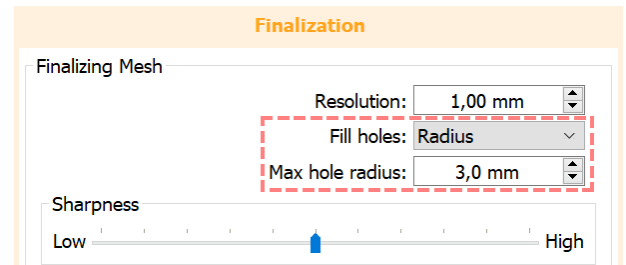 Finalization
Finalizing Mesh
Resolution: 1,00 mm
Fill holes: Radius
Max hole radius: 3,0 mm
Sharpness
Low High